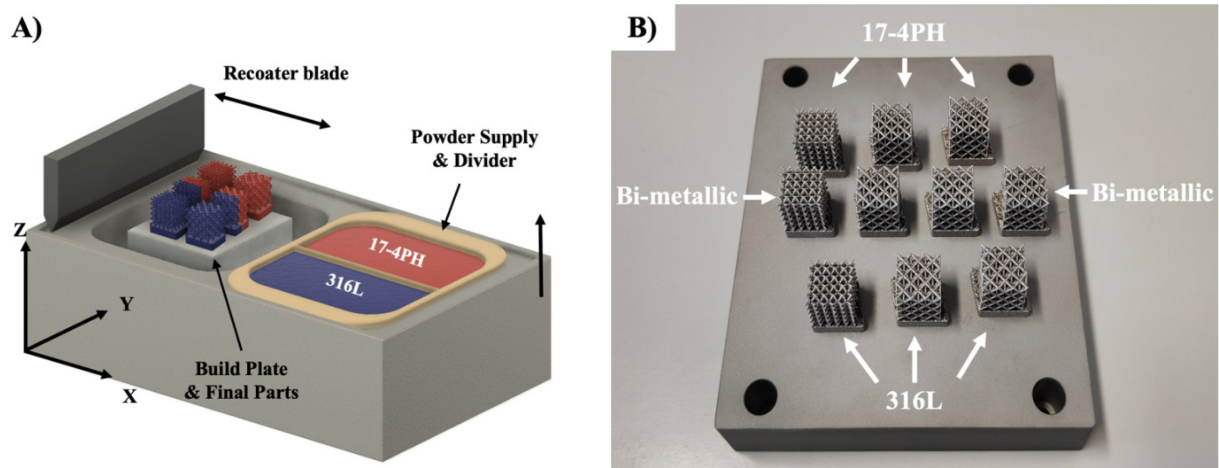 A)
Recoater blade
Powder Supply
& Divider
17-4PH
316L
Z
Y
X
Build Plate
& Final Parts
B)
17-4PH
Bi-metallic
Bi-metallic
316L